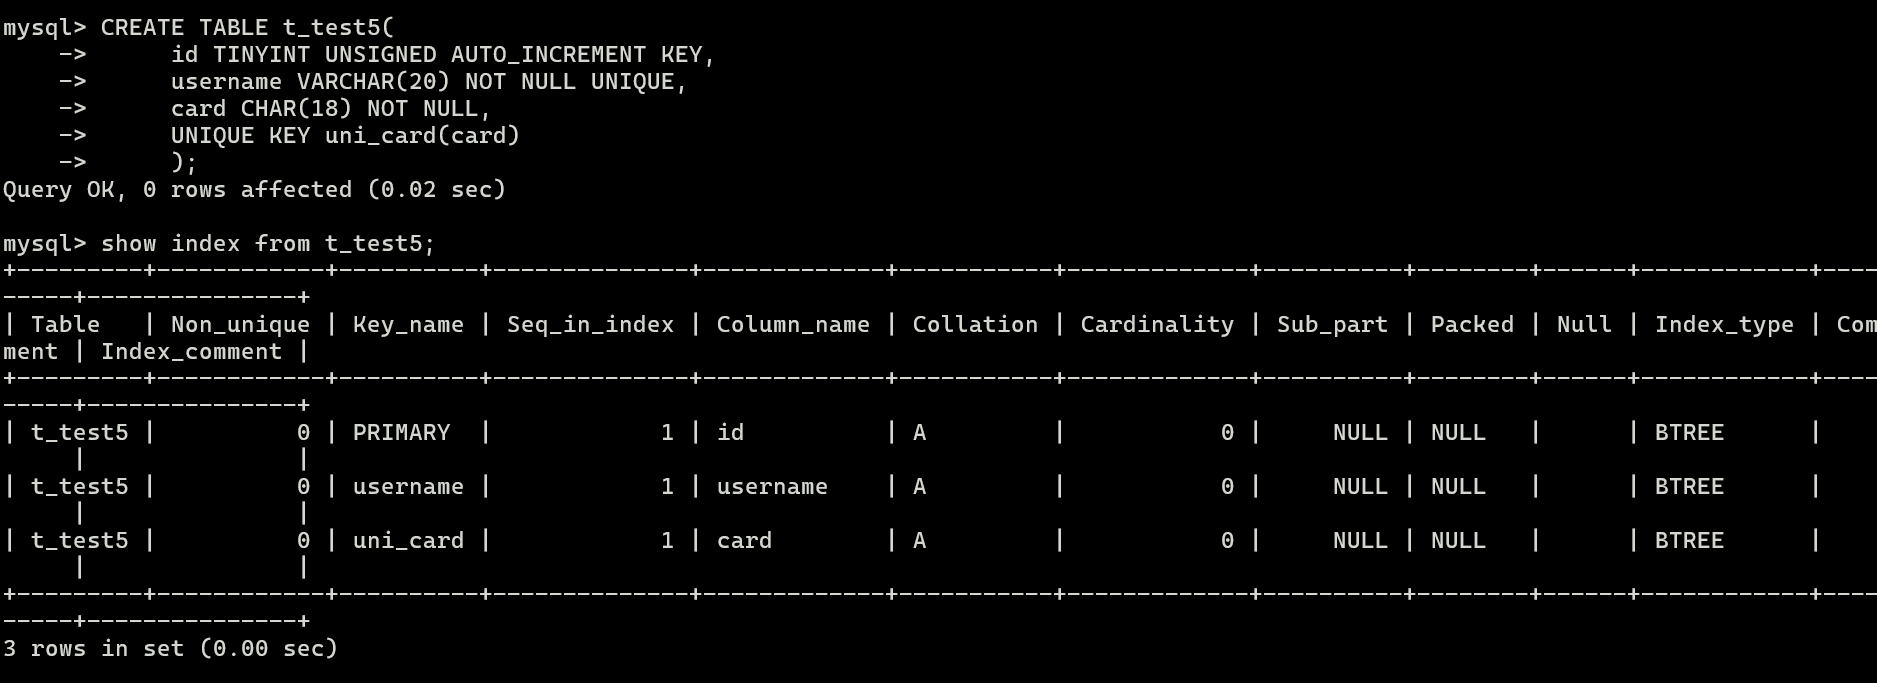 mysql> CREATE TABLE t_test5(
    ->      id TINYINT UNSIGNED AUTO_INCREMENT KEY,
    ->      username VARCHAR(20) NOT NULL UNIQUE,
    ->      card CHAR(18) NOT NULL,
    ->      UNIQUE KEY uni_card(card)
    ->      );
Query OK, 0 rows affected (0.02 sec)

mysql> show index from t_test5;
+---------+------------+----------+--------------+-------------+-----------+-------------+----------+--------+------+------------+----
-----+---------------+
| Table   | Non_unique | Key_name | Seq_in_index | Column_name | Collation | Cardinality | Sub_part | Packed | Null | Index_type | Com
ment | Index_comment |
+---------+------------+----------+--------------+-------------+-----------+-------------+----------+--------+------+------------+----
-----+---------------+
| t_test5 |          0 | PRIMARY  |            1 | id          | A         |           0 |     NULL | NULL   |      | BTREE      |
     |               |
| t_test5 |          0 | username |            1 | username    | A         |           0 |     NULL | NULL   |      | BTREE      |
     |               |
| t_test5 |          0 | uni_card |            1 | card        | A         |           0 |     NULL | NULL   |      | BTREE      |
     |               |
+---------+------------+----------+--------------+-------------+-----------+-------------+----------+--------+------+------------+----
-----+---------------+
3 rows in set (0.00 sec)